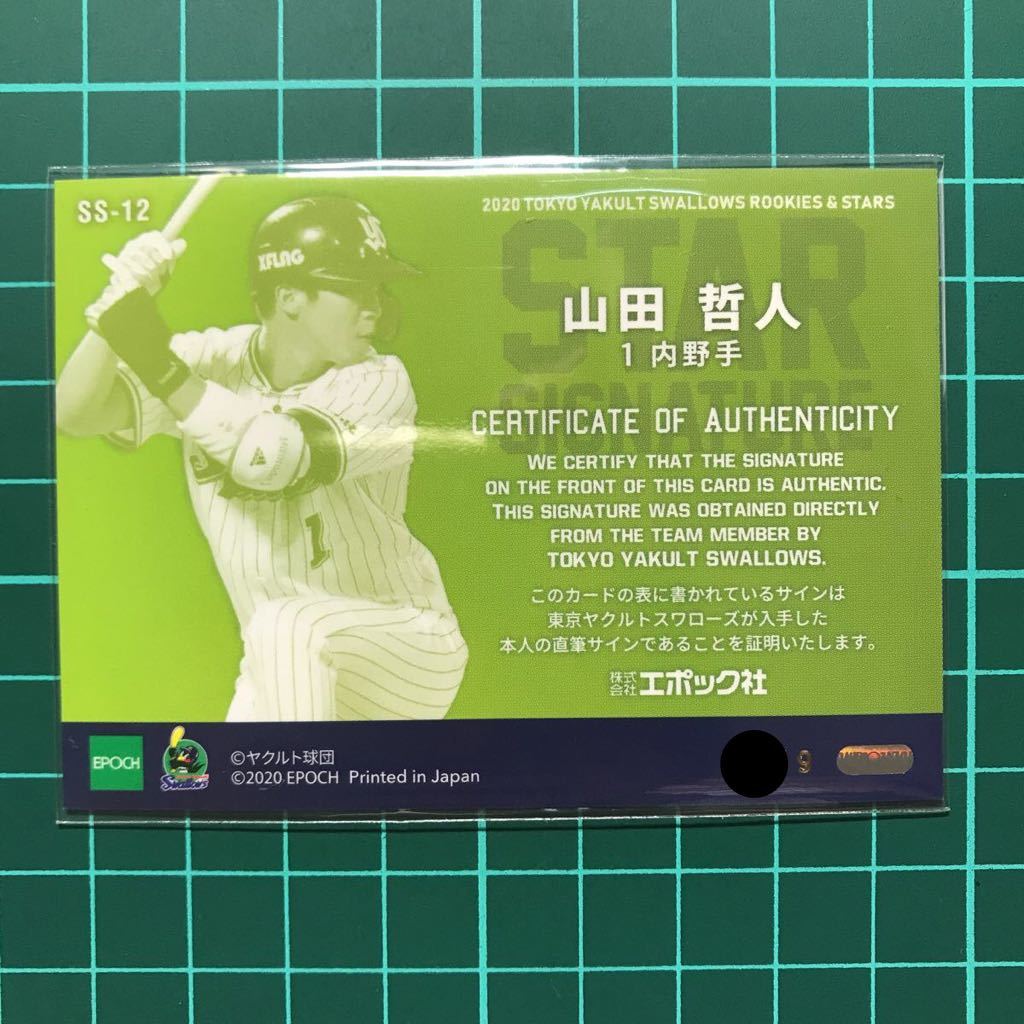 SS-12
2020 TOKYO YAKULT SWALLOWS ROOKIES & STARS
STAR
SIGNATURE
山田 哲人
1 内野手
XFLAG
1
CERTIFICATE OF AUTHENTICITY
WE CERTIFY THAT THE SIGNATURE
ON THE FRONT OF THIS CARD IS AUTHENTIC.
THIS SIGNATURE WAS OBTAINED DIRECTLY
FROM THE TEAM MEMBER BY
TOKYO YAKULT SWALLOWS.
このカードの表に書かれているサインは
東京ヤクルトスワローズが入手した
本人の直筆サインであることを証明いたします。
株式会社エポック社
EPOCH
Swallows
©ヤクルト球団
©2020 EPOCH Printed in Japan
9